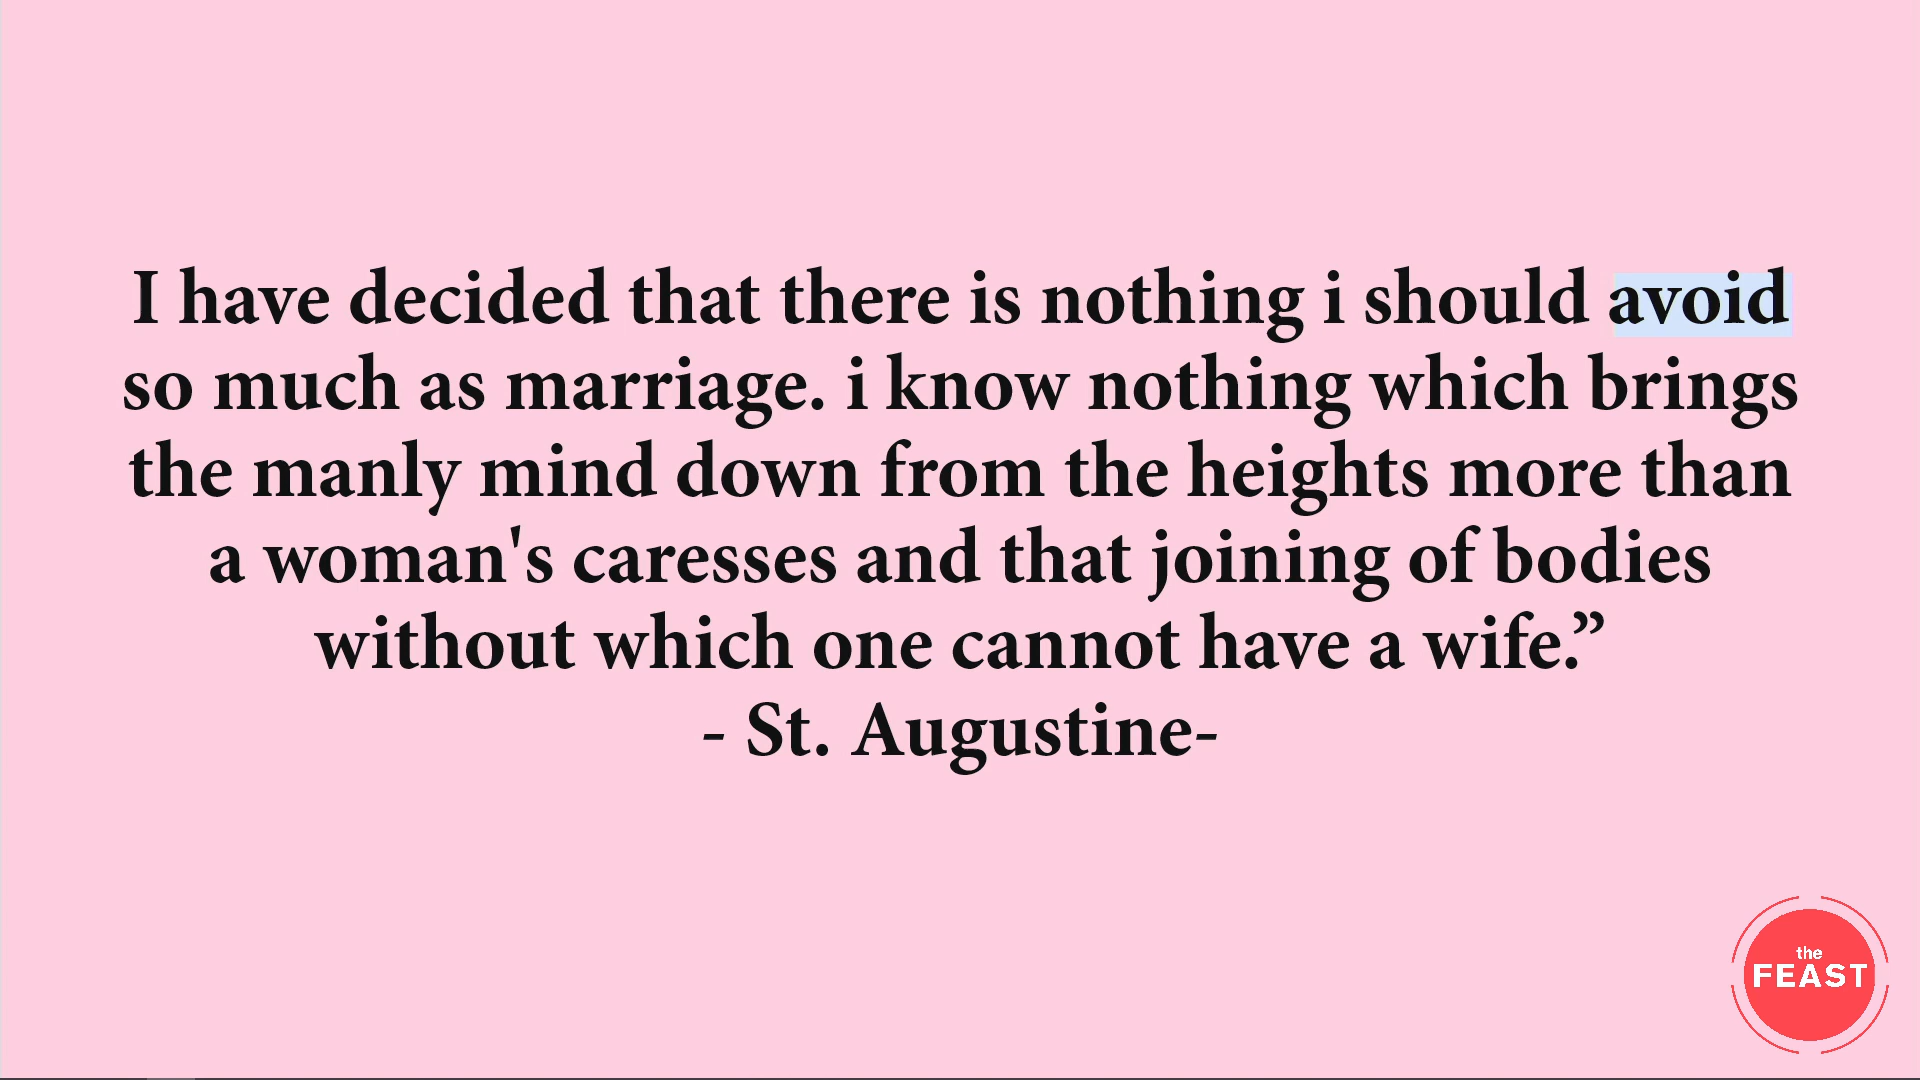 I have decided that there is nothing i should avoid
so much as marriage. i know nothing which brings
the manly mind down from the heights more than
a woman's caresses and that joining of bodies
without which one cannot have a wife.”
- St. Augustine-
the
FEAST